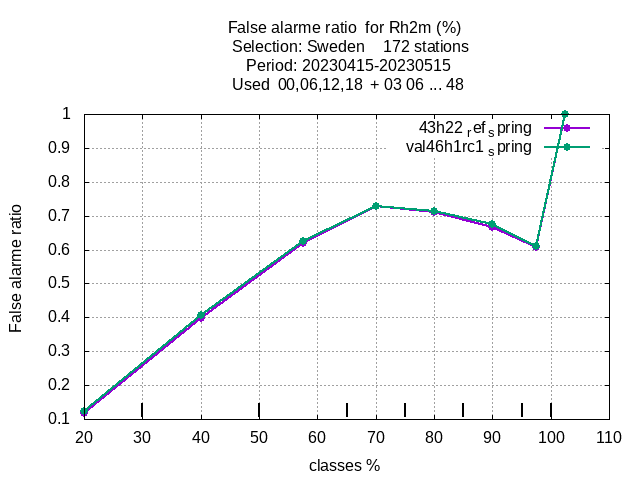 False alarme ratio  for Rh2m (%)
Selection: Sweden    172 stations
Period: 20230415-20230515
Used  00,06,12,18  + 03 06 ... 48
43h22 ref spring
val46h1rc1 spring
False alarme ratio
1
0.9
0.8
0.7
0.6
0.5
0.4
0.3
0.2
0.1
20 30 40 50 60 70 80 90 100 110
classes %